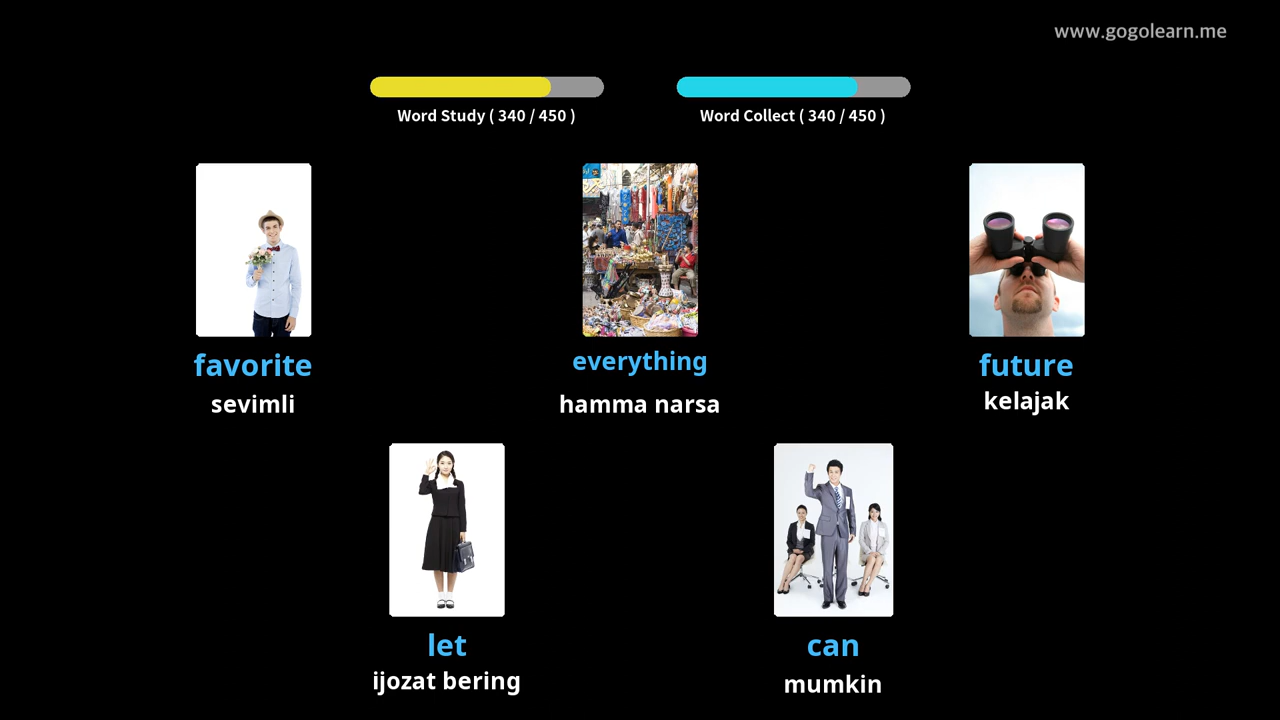 www.gogolearn.me
Word Study ( 340 / 450 )
Word Collect ( 340 / 450 )
favorite
sevimli
everything
hamma narsa
future
kelajak
let
ijozat bering
can
mumkin